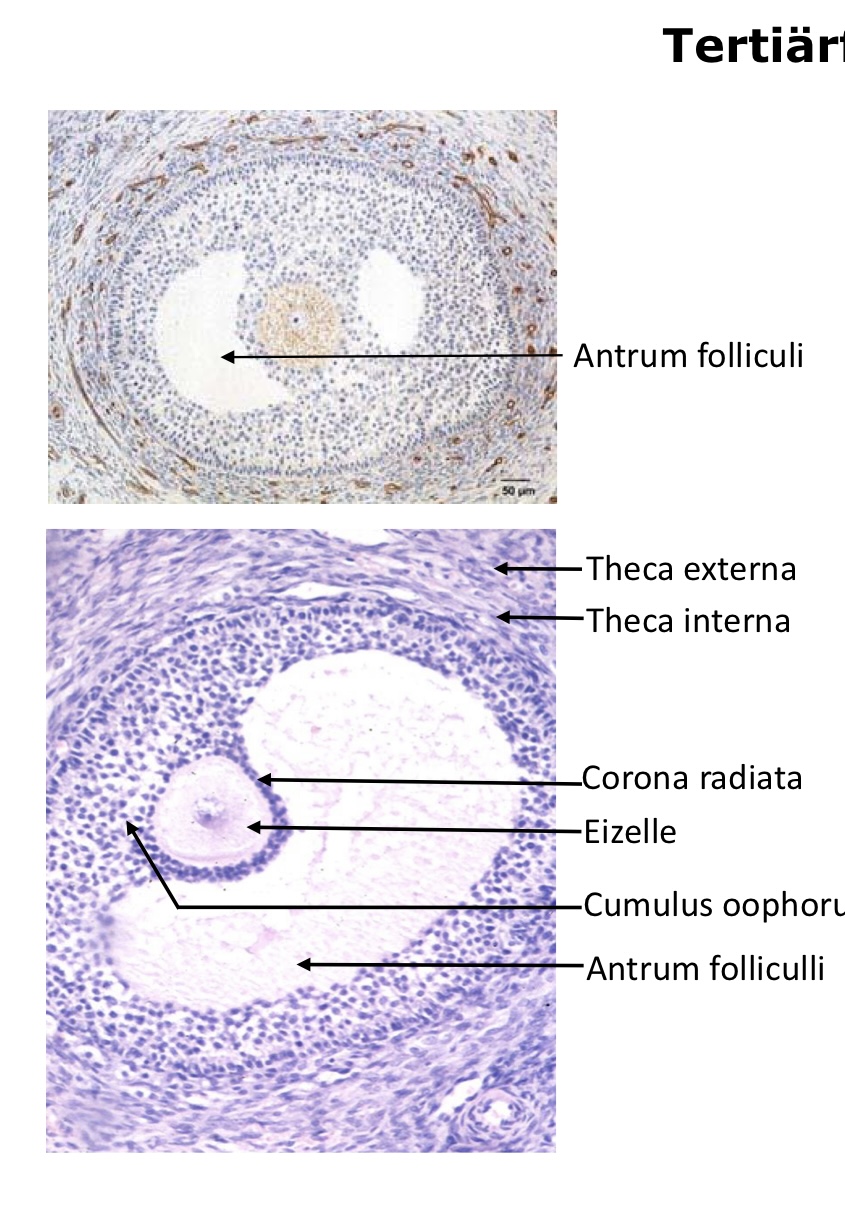 Tertiärf
Antrum folliculi
50 µm
Theca externa
Theca interna
Corona radiata
Eizelle
Cumulus oophoru
Antrum folliculli